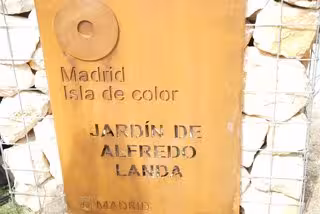 Madrid
Isla de color
JARDÍN DE
ALFREDO
LANDA
MADRID